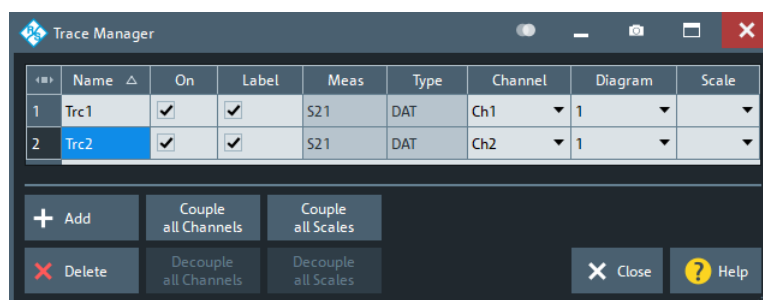 Trace Manager
Name On Label Meas Type Channel Diagram Scale
1 Trc1 S21 DAT Ch1 1
2 Trc2 S21 DAT Ch2 1
Add
Couple
all Channels
Couple
all Scales
Delete
Decouple
all Channels
Decouple
all Scales
Close
? Help